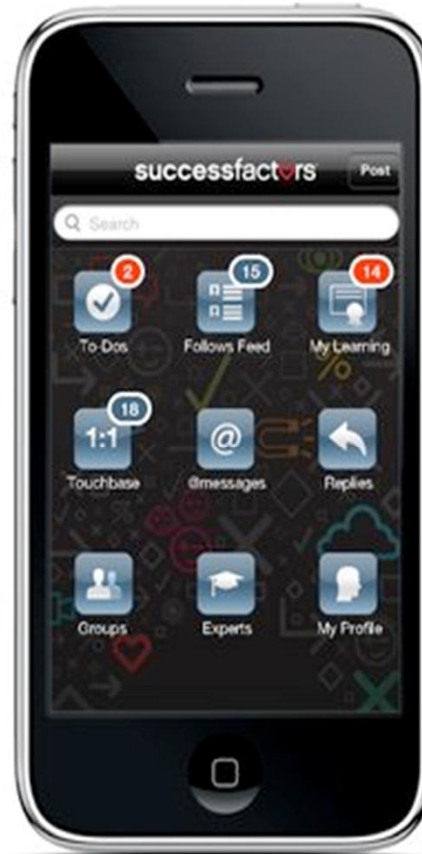 successfactors
Post
Search
2
15
14
To-Dos
Follows Feed
My Learning
1:1
18
Touchbase
@
@messages
Replies
Groups
Experts
My Profile